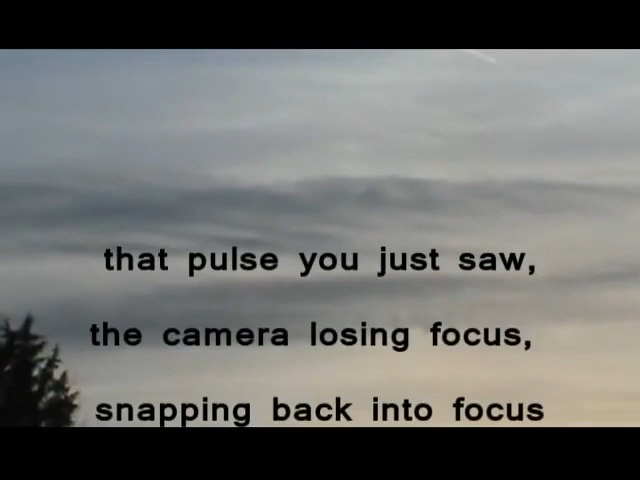 that pulse you just saw,
the camera losing focus,
snapping back into focus